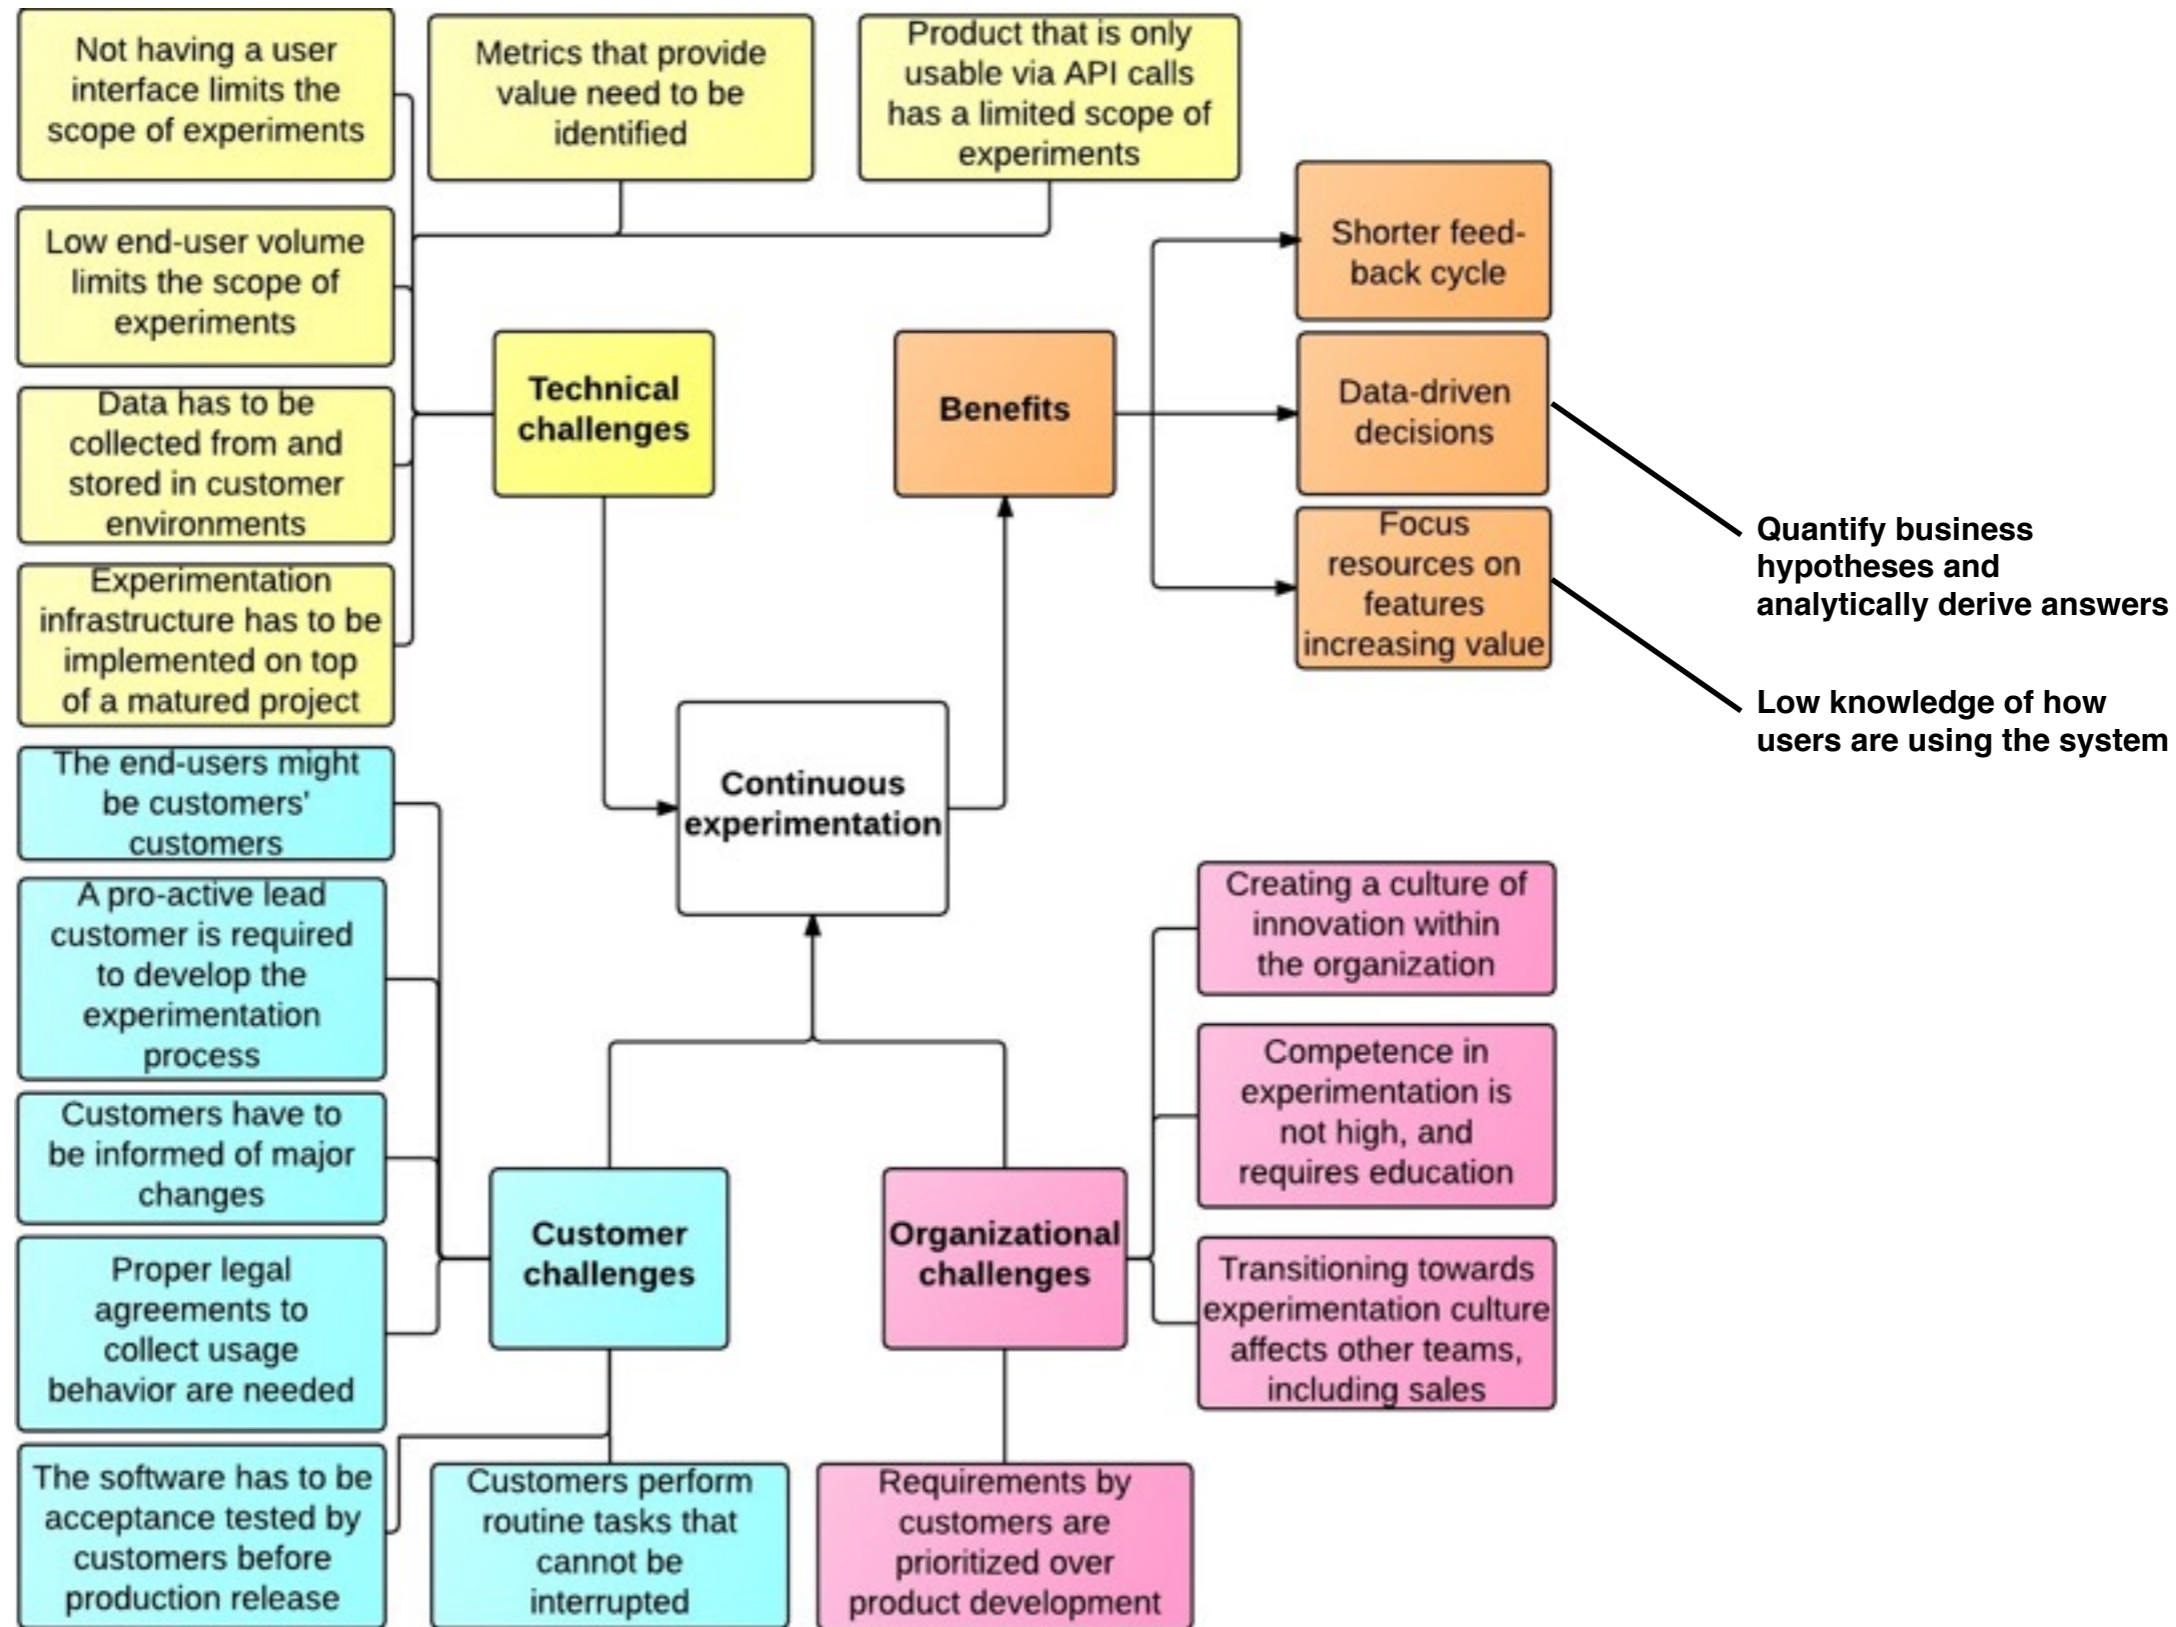 Not having a user
interface limits the
scope of experiments
Metrics that provide
value need to be
identified
Product that is only
usable via API calls
has a limited scope of
experiments
Low end-user volume
limits the scope of
experiments
Data has to be
collected from and
stored in customer
environments
Experimentation
infrastructure has to be
implemented on top
of a matured project
Technical
challenges
Benefits
Shorter feed-
back cycle
Data-driven
decisions
Focus
resources on
features
increasing value
Quantify business
hypotheses and
analytically derive answers
Low knowledge of how
users are using the system
Continuous
experimentation
The end-users might
be customers'
customers
A pro-active lead
customer is required
to develop the
experimentation
process
Customers have to
be informed of major
changes
Proper legal
agreements to
collect usage
behavior are needed
The software has to be
acceptance tested by
customers before
production release
Customer
challenges
Customers perform
routine tasks that
cannot be
interrupted
Organizational
challenges
Creating a culture of
innovation within
the organization
Competence in
experimentation is
not high, and
requires education
Transitioning towards
experimentation culture
affects other teams,
including sales
Requirements by
customers are
prioritized over
product development